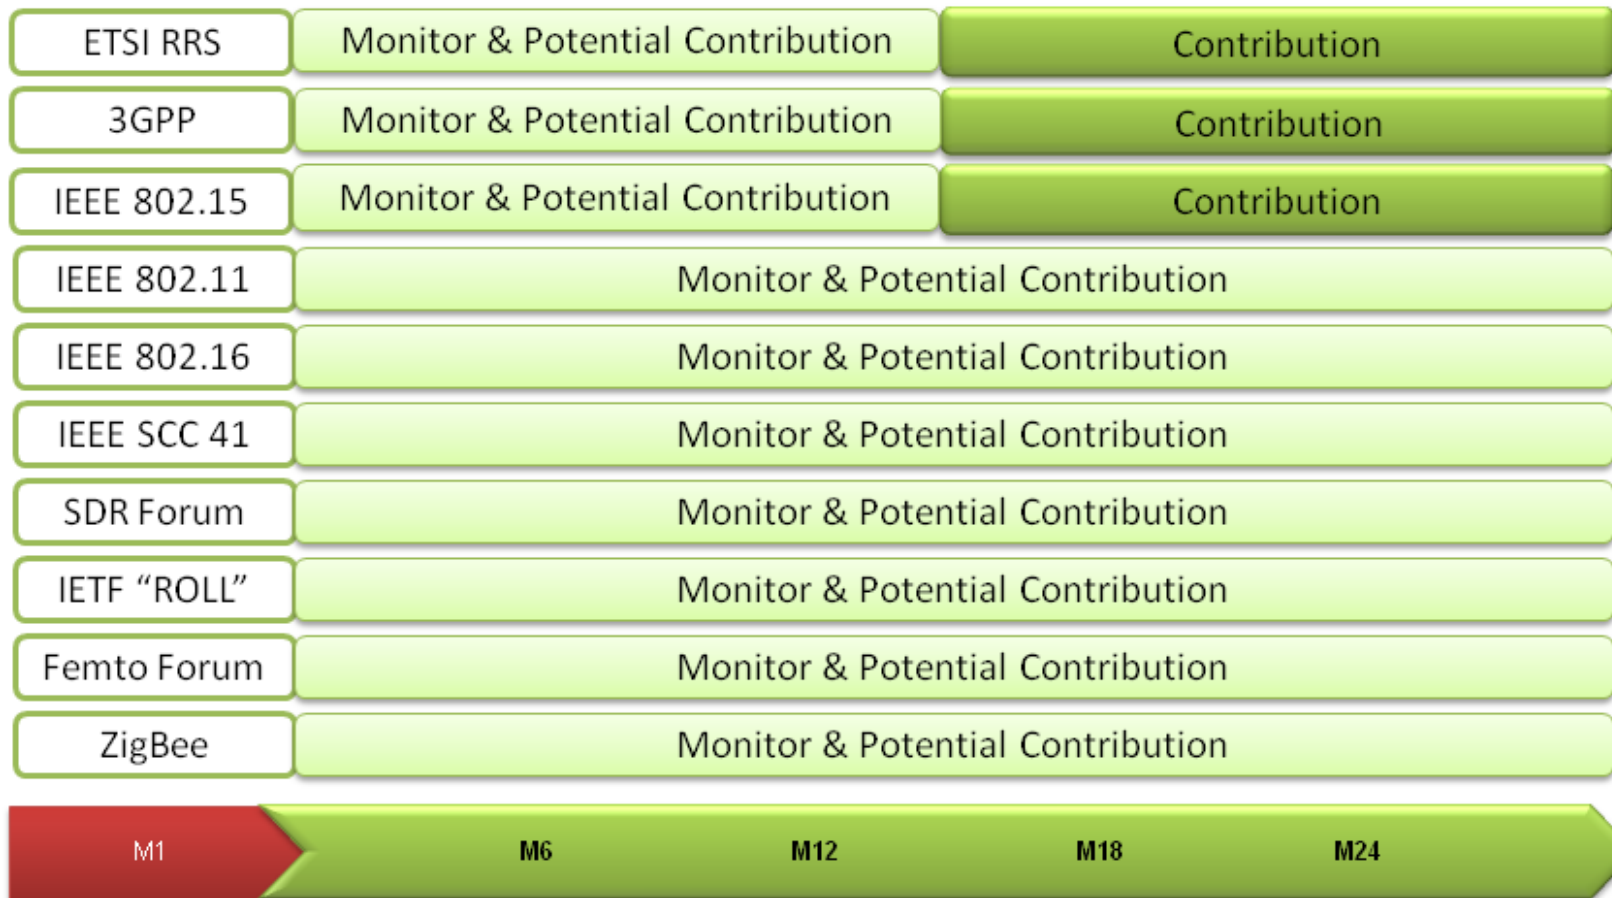 ETSI RRS Monitor & Potential Contribution Contribution
3GPP Monitor & Potential Contribution Contribution
IEEE 802.15 Monitor & Potential Contribution Contribution
IEEE 802.11 Monitor & Potential Contribution
IEEE 802.16 Monitor & Potential Contribution
IEEE SCC 41 Monitor & Potential Contribution
SDR Forum Monitor & Potential Contribution
IETF “ROLL” Monitor & Potential Contribution
Femto Forum Monitor & Potential Contribution
ZigBee Monitor & Potential Contribution
M1 M6 M12 M18 M24